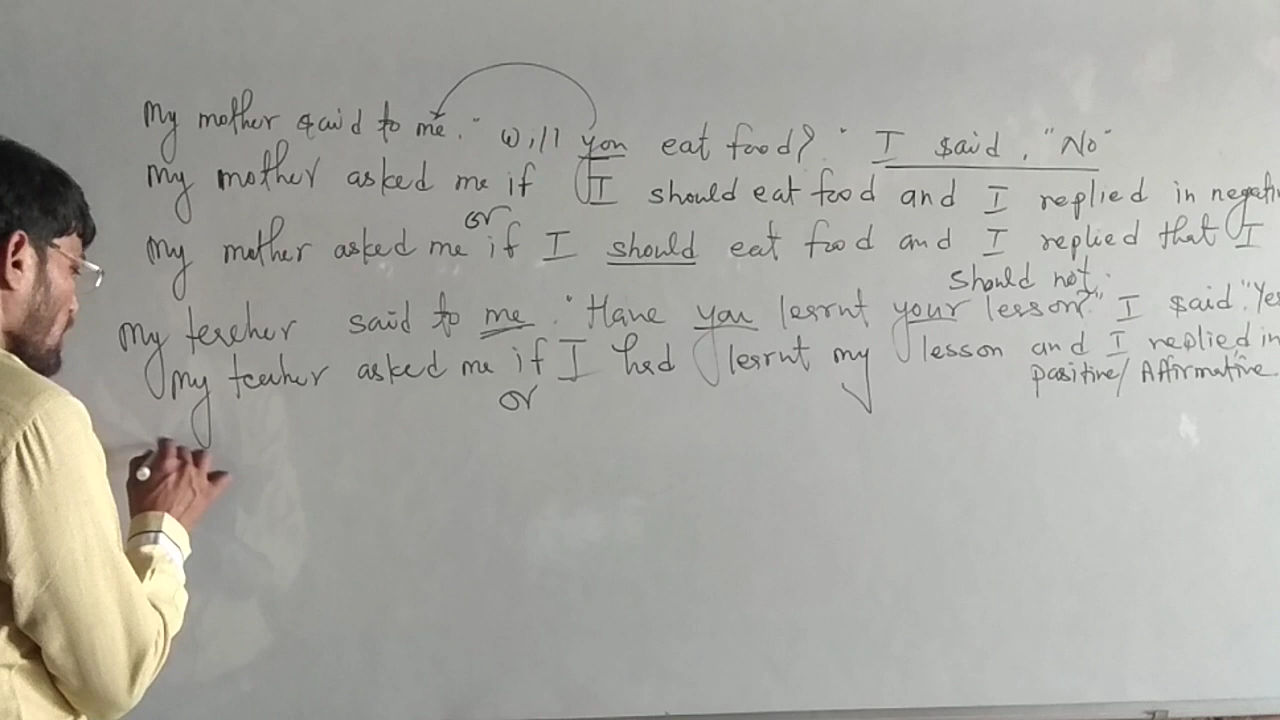 My mother said to me. "Will you eat food?" I said, "No"
My mother asked me if I should eat food and I replied in negati
or
My mother asked me if I should eat food and I replied that I
should not.
My tescher said to me "Have you lesrnt your lesson?" I said "Yes
My teacher asked me if I had lesrnt my lesson and I replied in
positive/ Affirmative
or